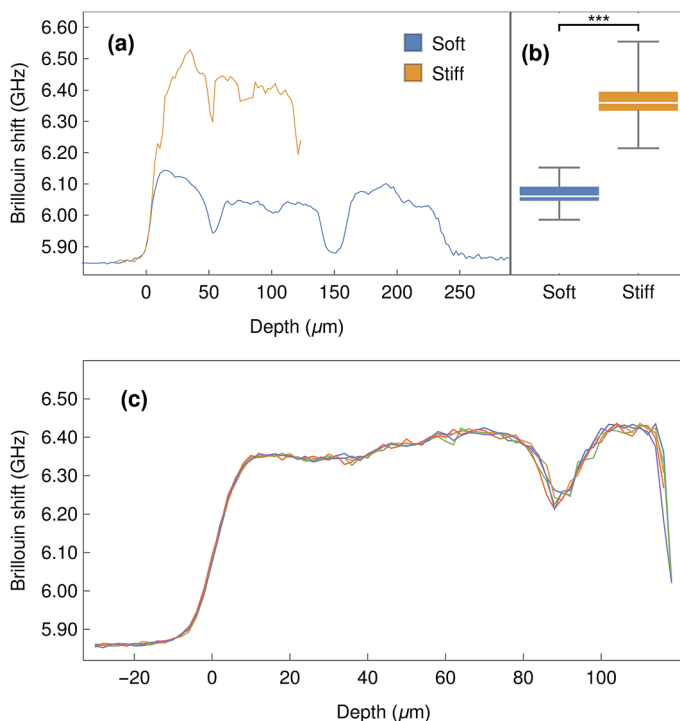 (a)
Soft
Stiff
Brillouin shift (GHz)
6.60
6.50
6.40
6.30
6.20
6.10
6.00
5.90
0
50
100
150
200
250
Depth (µm)
(b)
***
Soft
Stiff
(c)
Brillouin shift (GHz)
6.50
6.40
6.30
6.20
6.10
6.00
5.90
−20
0
20
40
60
80
100
Depth (µm)